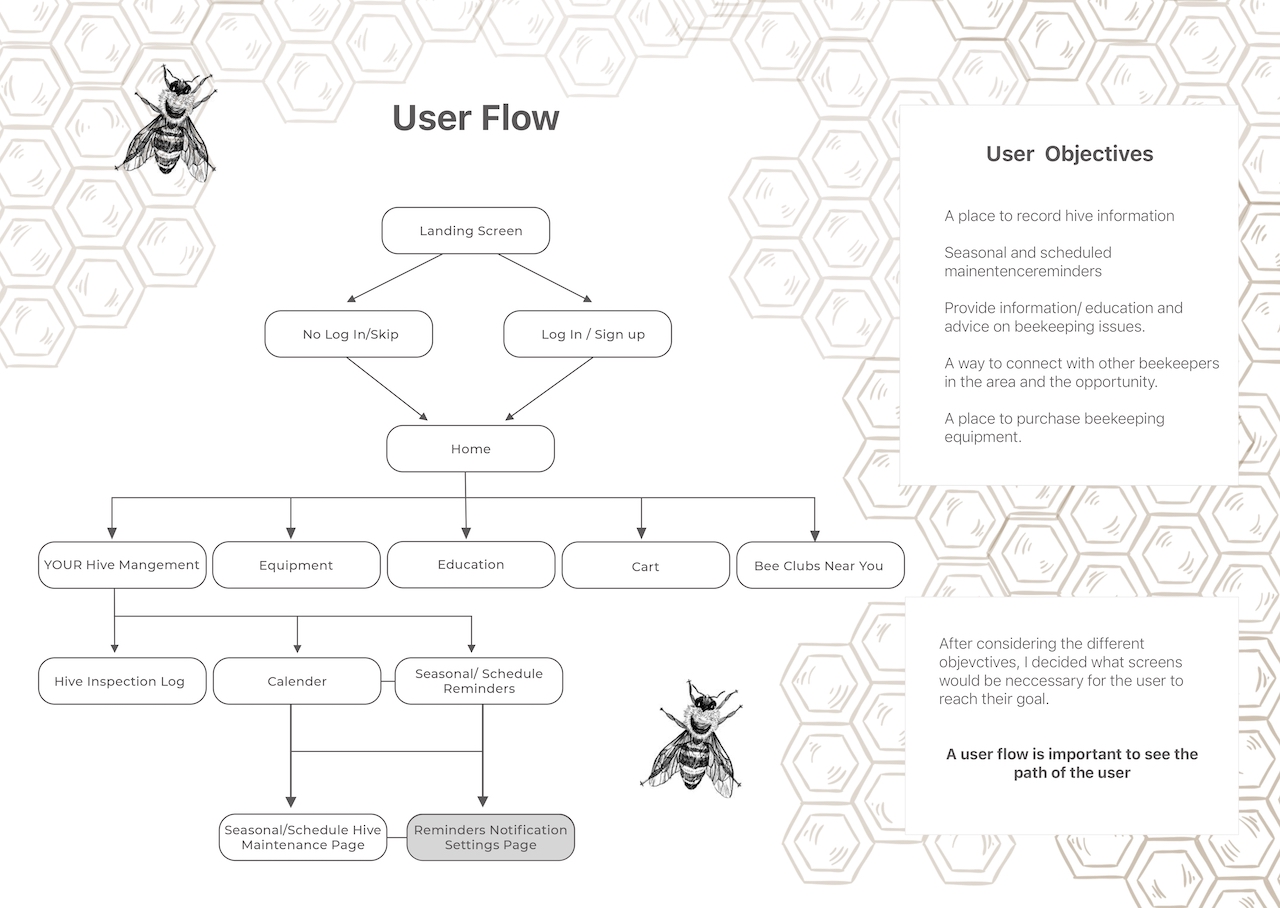 User Flow
Landing Screen
No Log In/Skip
Log In / Sign up
Home
YOUR Hive Mangement
Equipment
Education
Cart
Bee Clubs Near You
Hive Inspection Log
Calender
Seasonal/ Schedule
Reminders
Seasonal/Schedule Hive
Maintenance Page
Reminders Notification
Settings Page
User Objectives
A place to record hive information
Seasonal and scheduled
mainentencereminders
Provide information/ education and
advice on beekeeping issues.
A way to connect with other beekeepers
in the area and the opportunity.
A place to purchase beekeeping
equipment.
After considering the different
objevctives, I decided what screens
would be neccessary for the user to
reach their goal.
A user flow is important to see the
path of the user